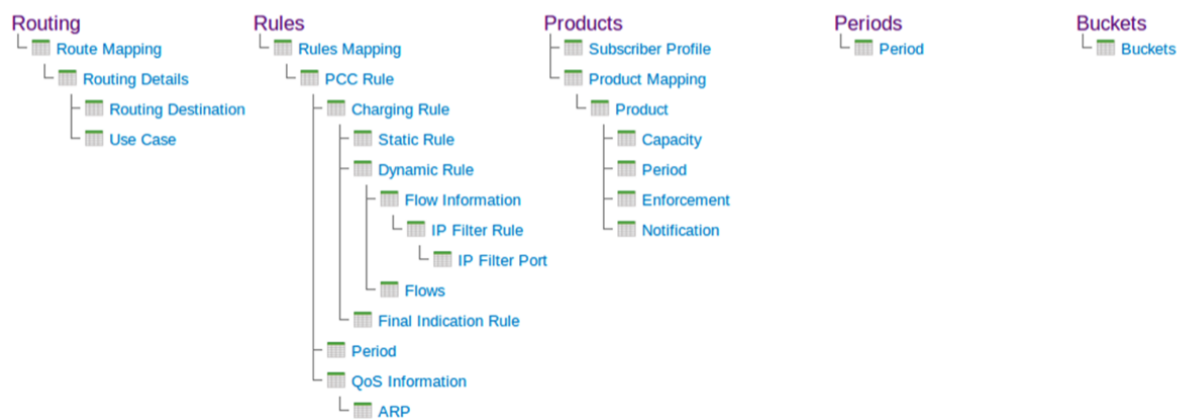 Routing
Route Mapping
Routing Details
Routing Destination
Use Case
Rules
Rules Mapping
PCC Rule
Charging Rule
Static Rule
Dynamic Rule
Flow Information
IP Filter Rule
IP Filter Port
Flows
Final Indication Rule
Period
QoS Information
ARP
Products
Subscriber Profile
Product Mapping
Product
Capacity
Period
Enforcement
Notification
Periods
Period
Buckets
Buckets